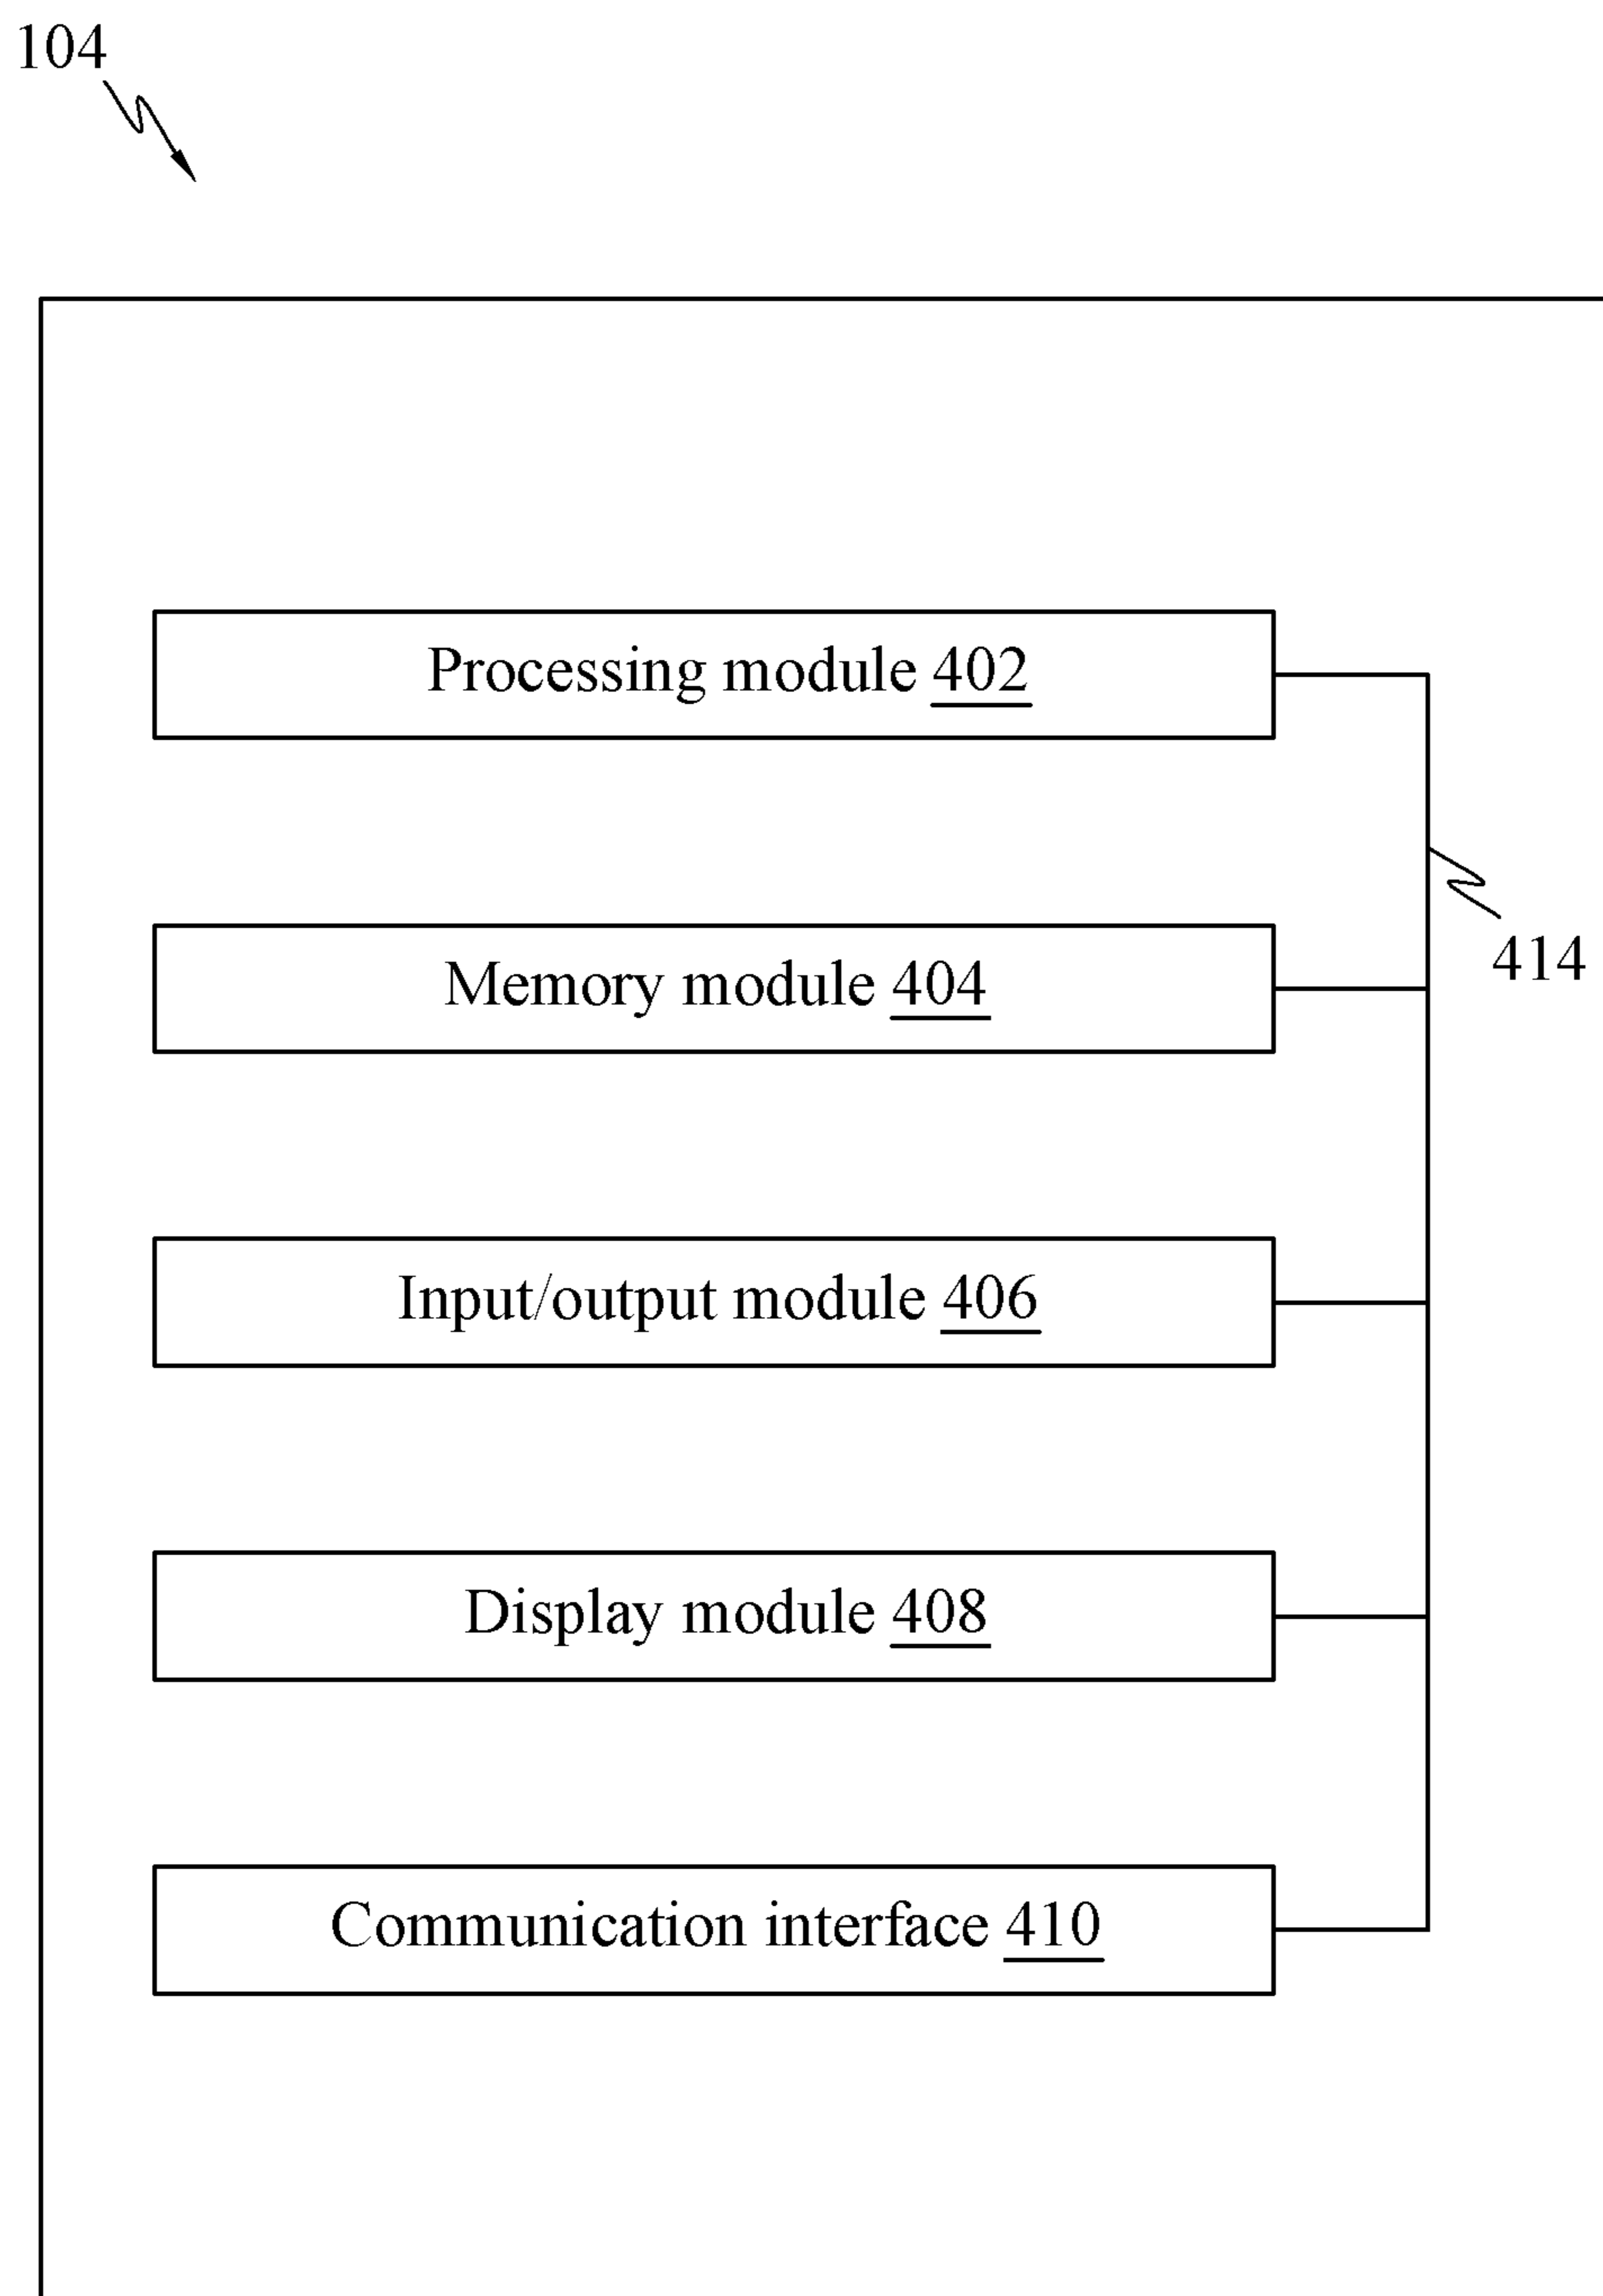 104
Processing module 402
414
Memory module 404
Input/output module 406
Display module 408
Communication interface 410